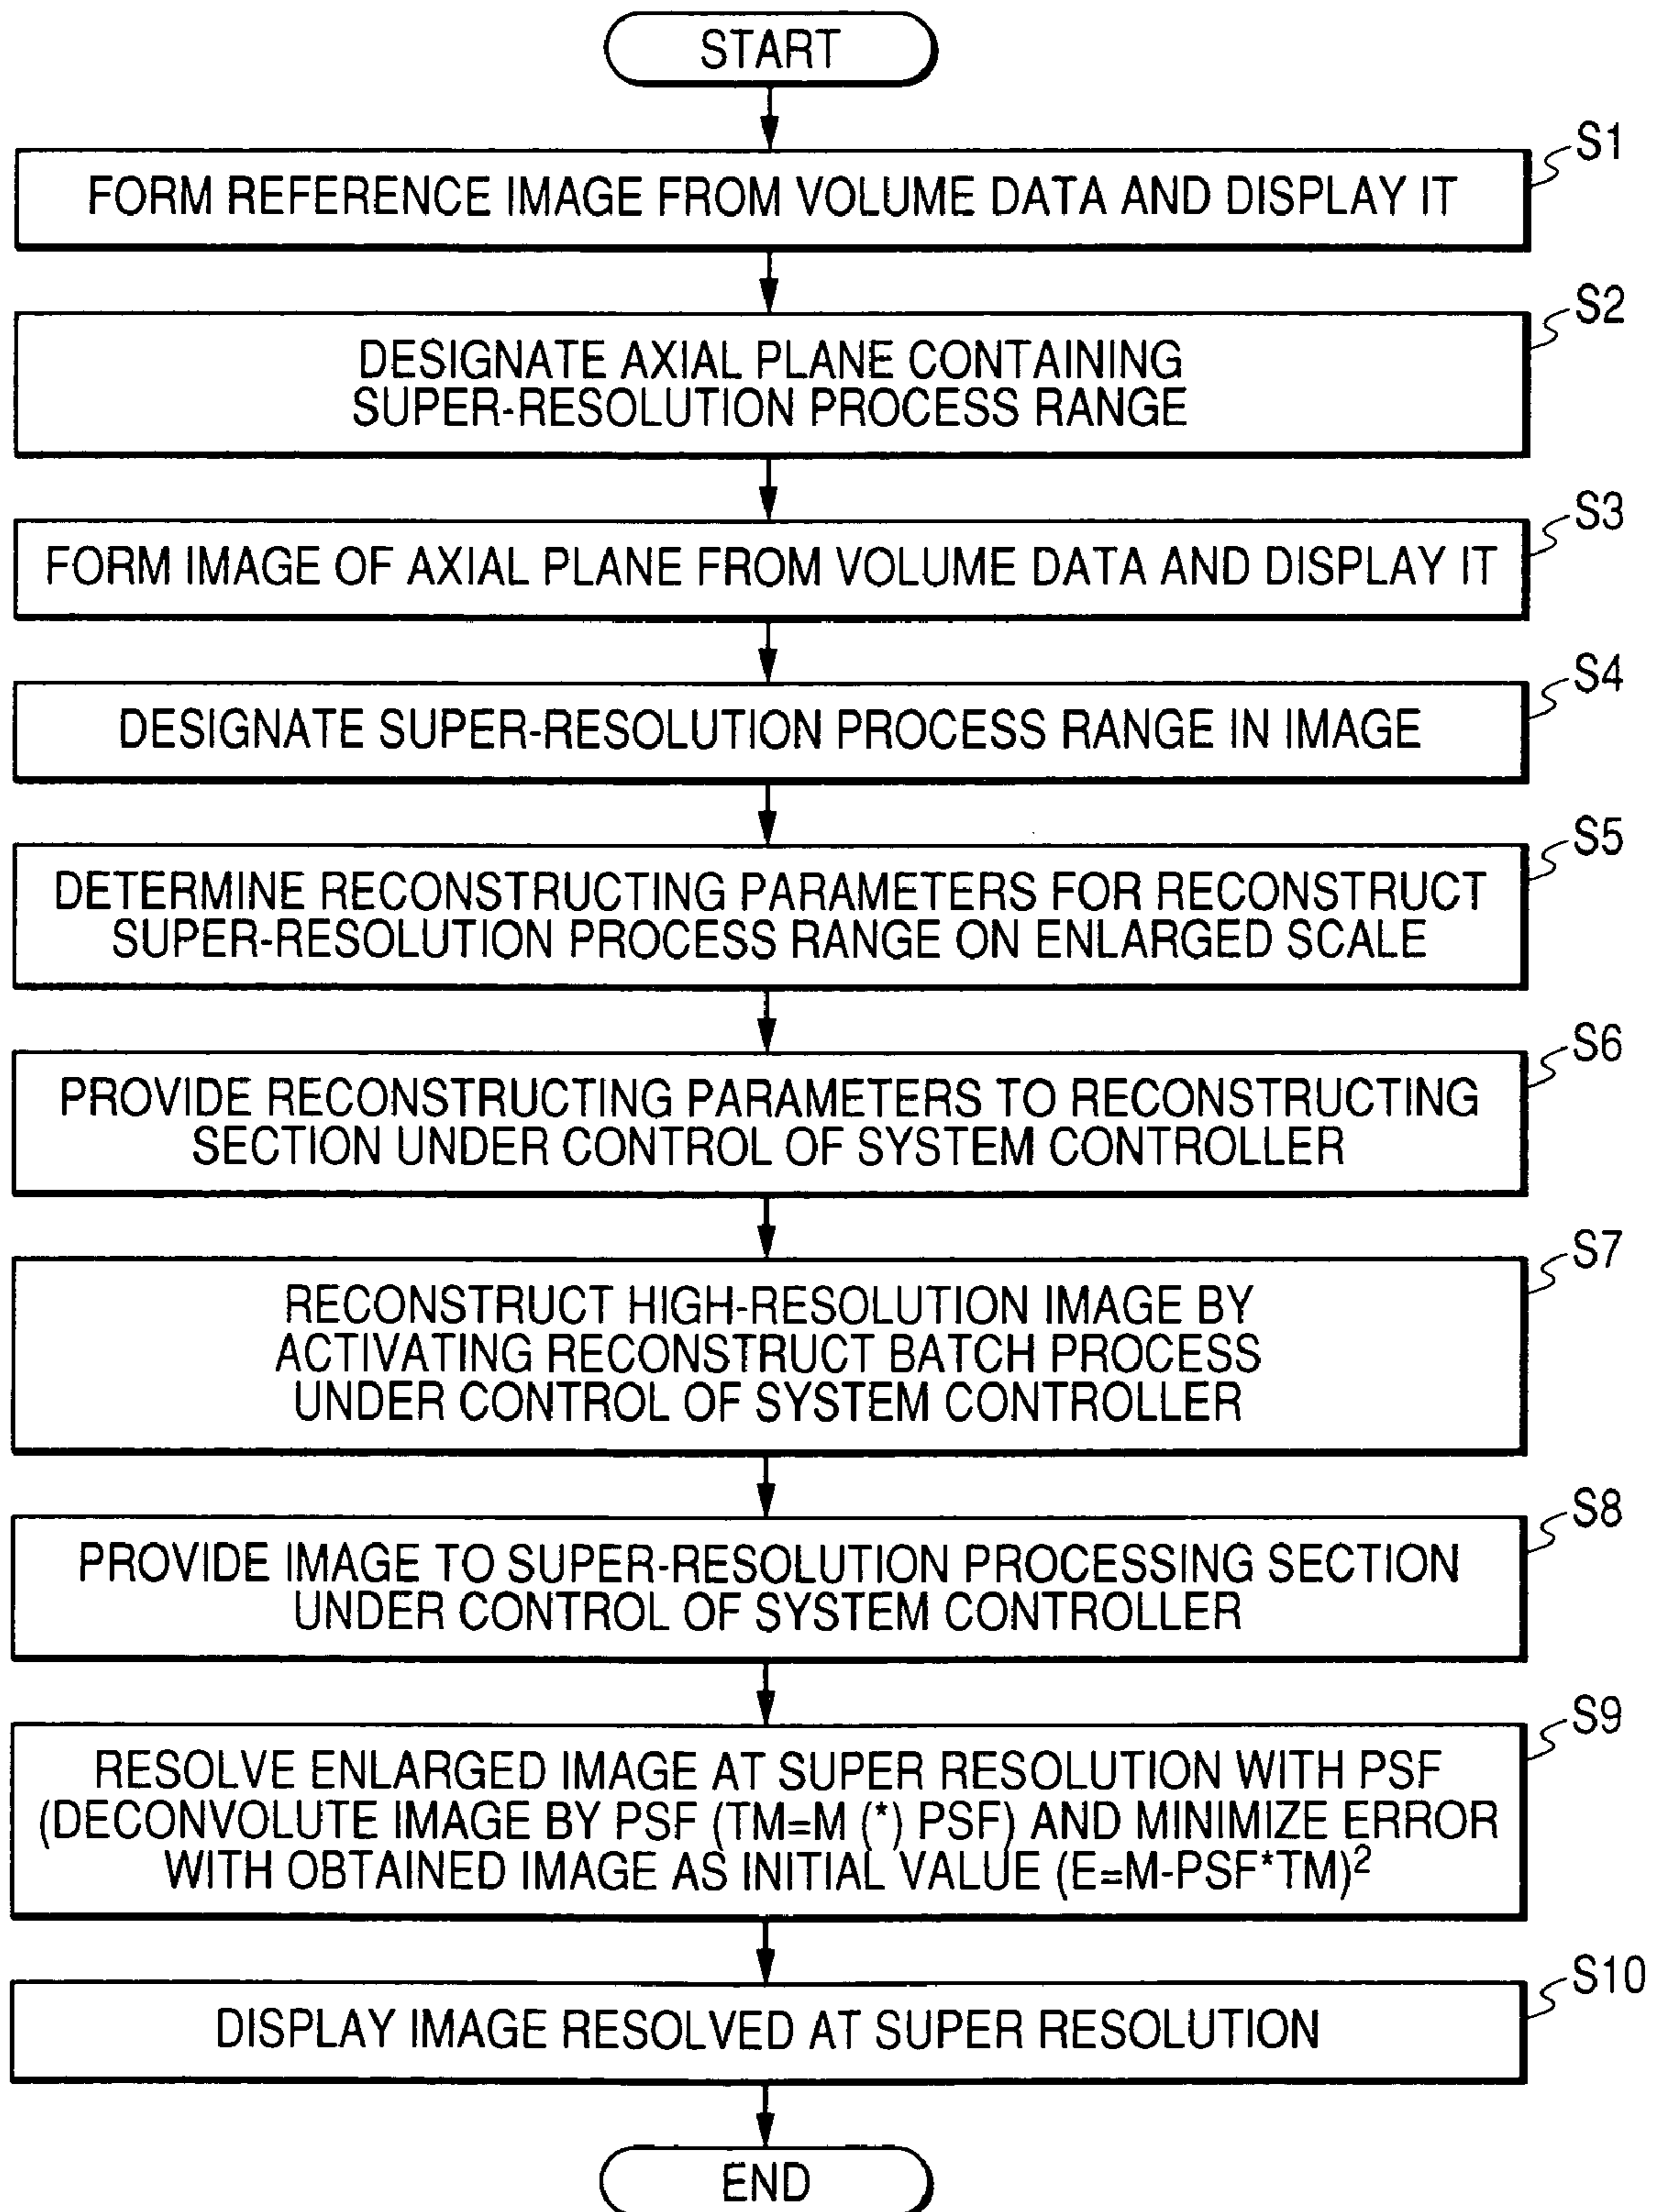 START
S1
FORM REFERENCE IMAGE FROM VOLUME DATA AND DISPLAY IT
S2
DESIGNATE AXIAL PLANE CONTAINING
SUPER-RESOLUTION PROCESS RANGE
S3
FORM IMAGE OF AXIAL PLANE FROM VOLUME DATA AND DISPLAY IT
S4
DESIGNATE SUPER-RESOLUTION PROCESS RANGE IN IMAGE
S5
DETERMINE RECONSTRUCTING PARAMETERS FOR RECONSTRUCT
SUPER-RESOLUTION PROCESS RANGE ON ENLARGED SCALE
S6
PROVIDE RECONSTRUCTING PARAMETERS TO RECONSTRUCTING
SECTION UNDER CONTROL OF SYSTEM CONTROLLER
S7
RECONSTRUCT HIGH-RESOLUTION IMAGE BY
ACTIVATING RECONSTRUCT BATCH PROCESS
UNDER CONTROL OF SYSTEM CONTROLLER
S8
PROVIDE IMAGE TO SUPER-RESOLUTION PROCESSING SECTION
UNDER CONTROL OF SYSTEM CONTROLLER
S9
RESOLVE ENLARGED IMAGE AT SUPER RESOLUTION WITH PSF
(DECONVOLUTE IMAGE BY PSF (TM=M (*) PSF) AND MINIMIZE ERROR
WITH OBTAINED IMAGE AS INITIAL VALUE (E=M-PSF*TM)²
S10
DISPLAY IMAGE RESOLVED AT SUPER RESOLUTION
END